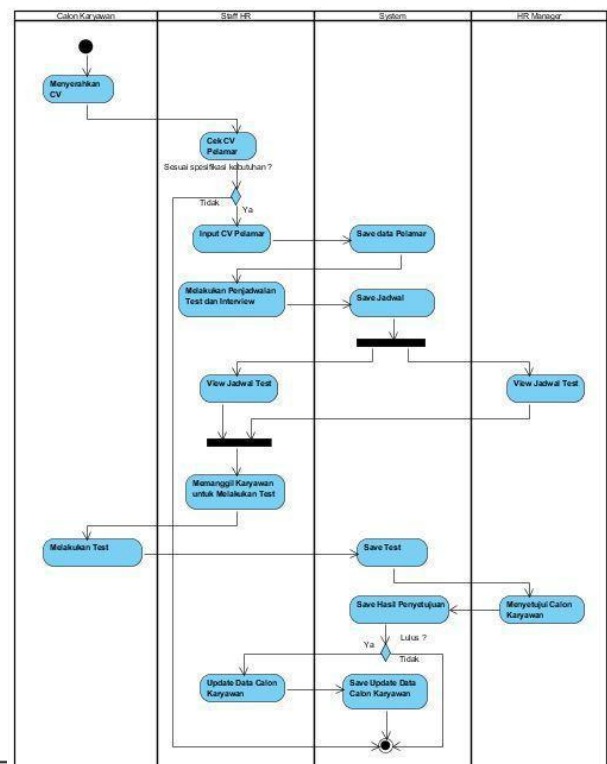 Calon Karyawan
Staff HR
System
HR Manager
Menyerahkan
CV
Cek CV
Pelamar
Sesuai spesifikasi kebutuhan ?
Tidak
Ya
Input CV Pelamar
Save data Pelamar
Melakukan Penjadwalan
Test dan Interview
Save Jadwal
View Jadwal Test
View Jadwal Test
Memanggil Karyawan
untuk Melakukan Test
Melakukan Test
Save Test
Save Hasil Penyetujuan
Menyetujui Calon
Karyawan
Lulus ?
Ya
Tidak
Update Data Calon
Karyawan
Save Update Data
Calon Karyawan